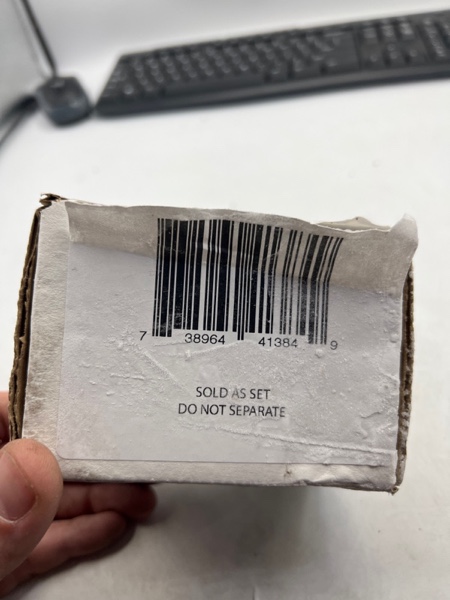 7 38964 41384 9
SOLD AS SET
DO NOT SEPARATE